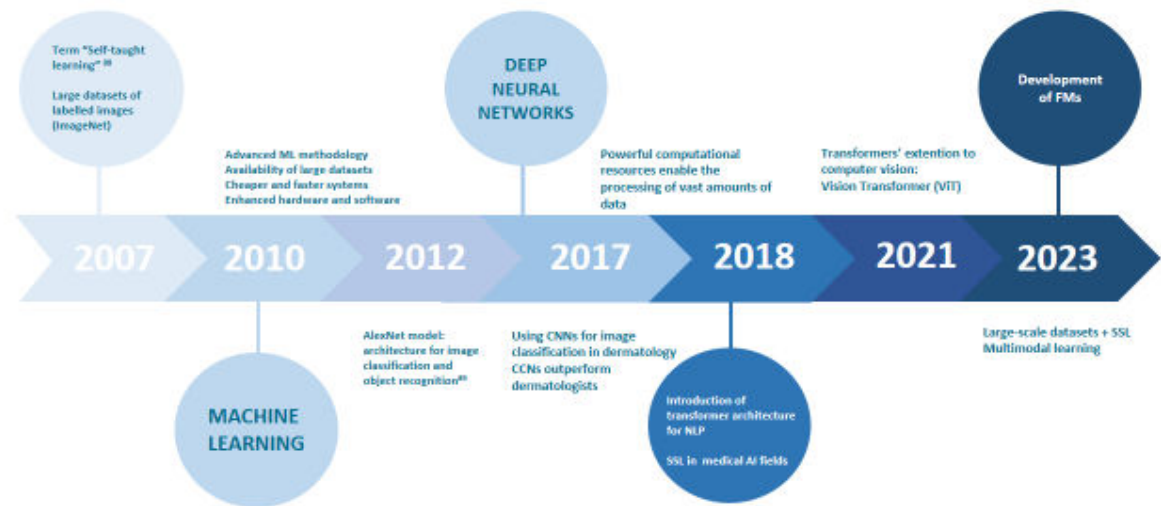 Term "Self-taught
learning"
Large datasets of
labelled images
(ImageNet)
DEEP
NEURAL
NETWORKS
Development
of FMs
Advanced ML methodology
Availability of large datasets
Cheaper and faster systems
Enhanced hardware and software
Powerful computational
resources enable the
processing of vast amounts of
data
Transformers' extention to
computer vision:
Vision Transformer (ViT)
2007
2010
2012
2017
2018
2021
2023
MACHINE
LEARNING
AlexNet model:
architecture for image
classification and
object recognition
Using CNNs for image
classification in dermatology
CCNs outperform
dermatologists
Introduction of
transformer architecture
for NLP
SSL in medical AI fields
Large-scale datasets + SSL
Multimodal learning